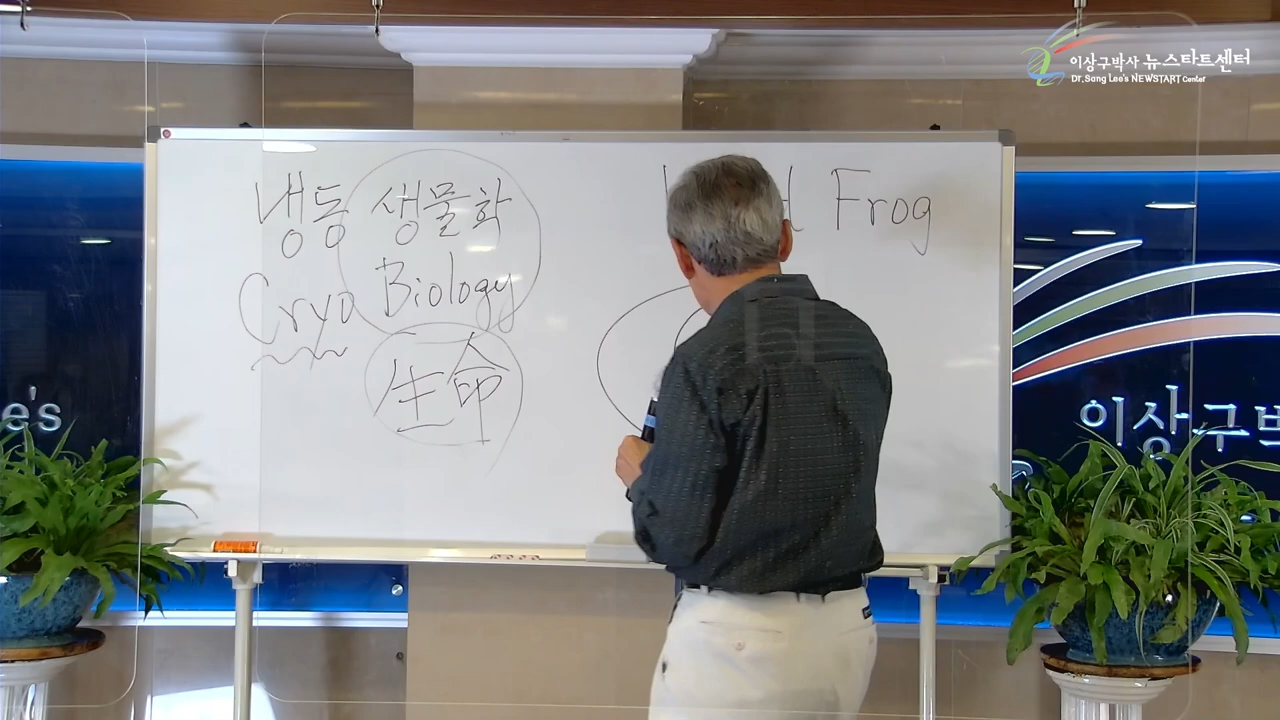 이상구박사 뉴스타트센터
Dr.Sang Lee's NEWSTART Center
냉동 생물학
Cryo Biology
生命
Frog
e's
이상구박